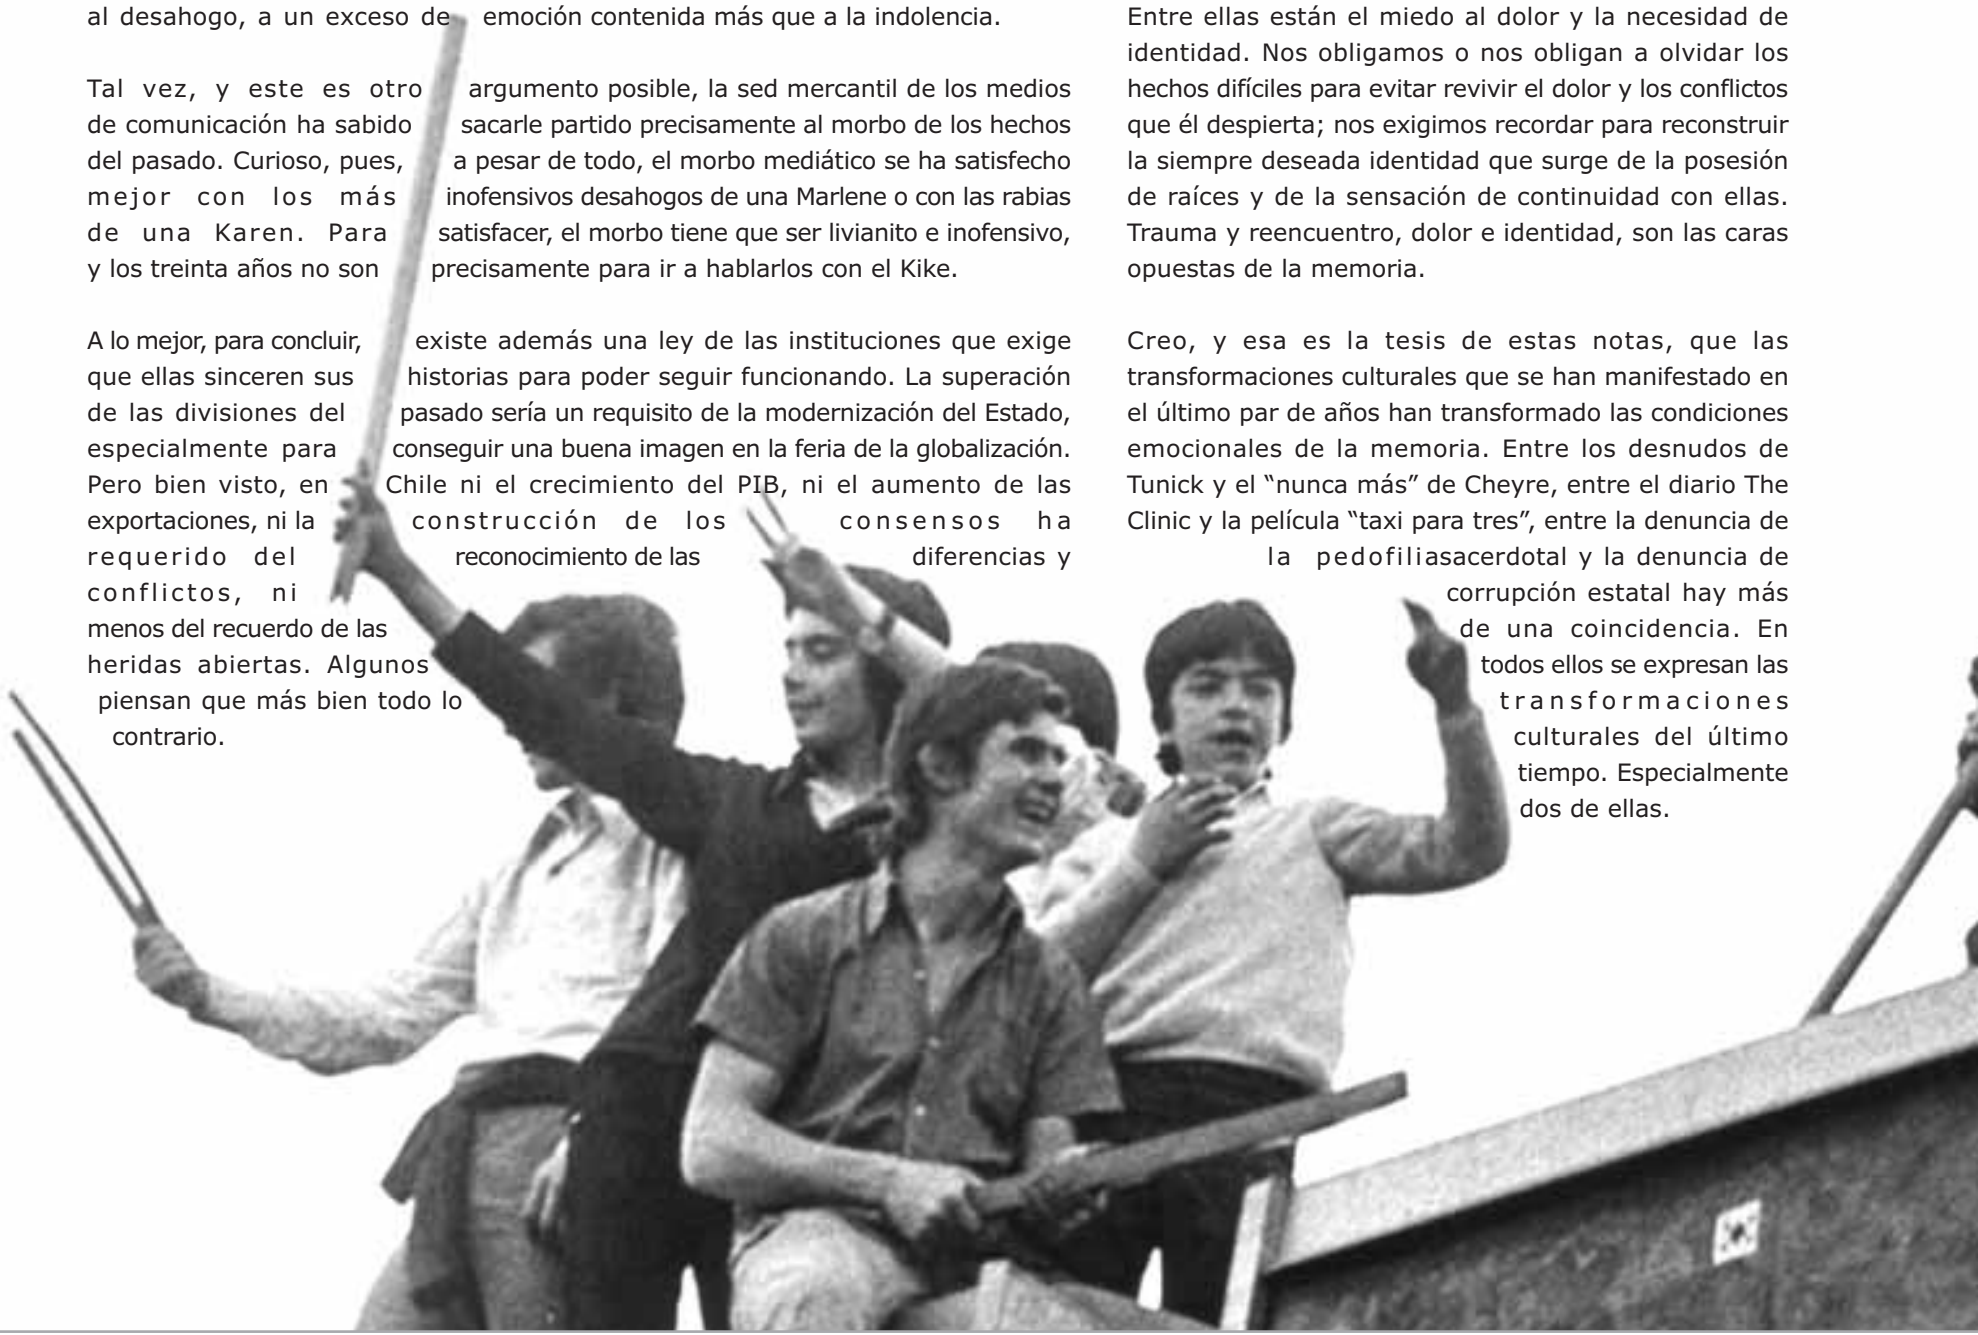 al desahogo, a un exceso de emoción contenida más que a la indolencia.
Tal vez, y este es otro argumento posible, la sed mercantil de los medios
de comunicación ha sabido sacarle partido precisamente al morbo de los hechos
del pasado. Curioso, pues, a pesar de todo, el morbo mediático se ha satisfecho
mejor con los más inofensivos desahogos de una Marlene o con las rabias
de una Karen. Para satisfacer, el morbo tiene que ser livianito e inofensivo,
y los treinta años no son precisamente para ir a hablarlos con el Kike.
A lo mejor, para concluir, existe además una ley de las instituciones que exige
que ellas sinceren sus historias para poder seguir funcionando. La superación
de las divisiones del pasado sería un requisito de la modernización del Estado,
especialmente para conseguir una buena imagen en la feria de la globalización.
Pero bien visto, en Chile ni el crecimiento del PIB, ni el aumento de las
exportaciones, ni la construcción de los consensos ha
requerido del reconocimiento de las diferencias y
conflictos, ni
menos del recuerdo de las
heridas abiertas. Algunos
piensan que más bien todo lo
contrario.
Entre ellas están el miedo al dolor y la necesidad de
identidad. Nos obligamos o nos obligan a olvidar los
hechos difíciles para evitar revivir el dolor y los conflictos
que él despierta; nos exigimos recordar para reconstruir
la siempre deseada identidad que surge de la posesión
de raíces y de la sensación de continuidad con ellas.
Trauma y reencuentro, dolor e identidad, son las caras
opuestas de la memoria.
Creo, y esa es la tesis de estas notas, que las
transformaciones culturales que se han manifestado en
el último par de años han transformado las condiciones
emocionales de la memoria. Entre los desnudos de
Tunick y el “nunca más” de Cheyre, entre el diario The
Clinic y la película “taxi para tres”, entre la denuncia de
la pedofiliasacerdotal y la denuncia de
corrupción estatal hay más
de una coincidencia. En
todos ellos se expresan las
transformaciones
culturales del último
tiempo. Especialmente
dos de ellas.